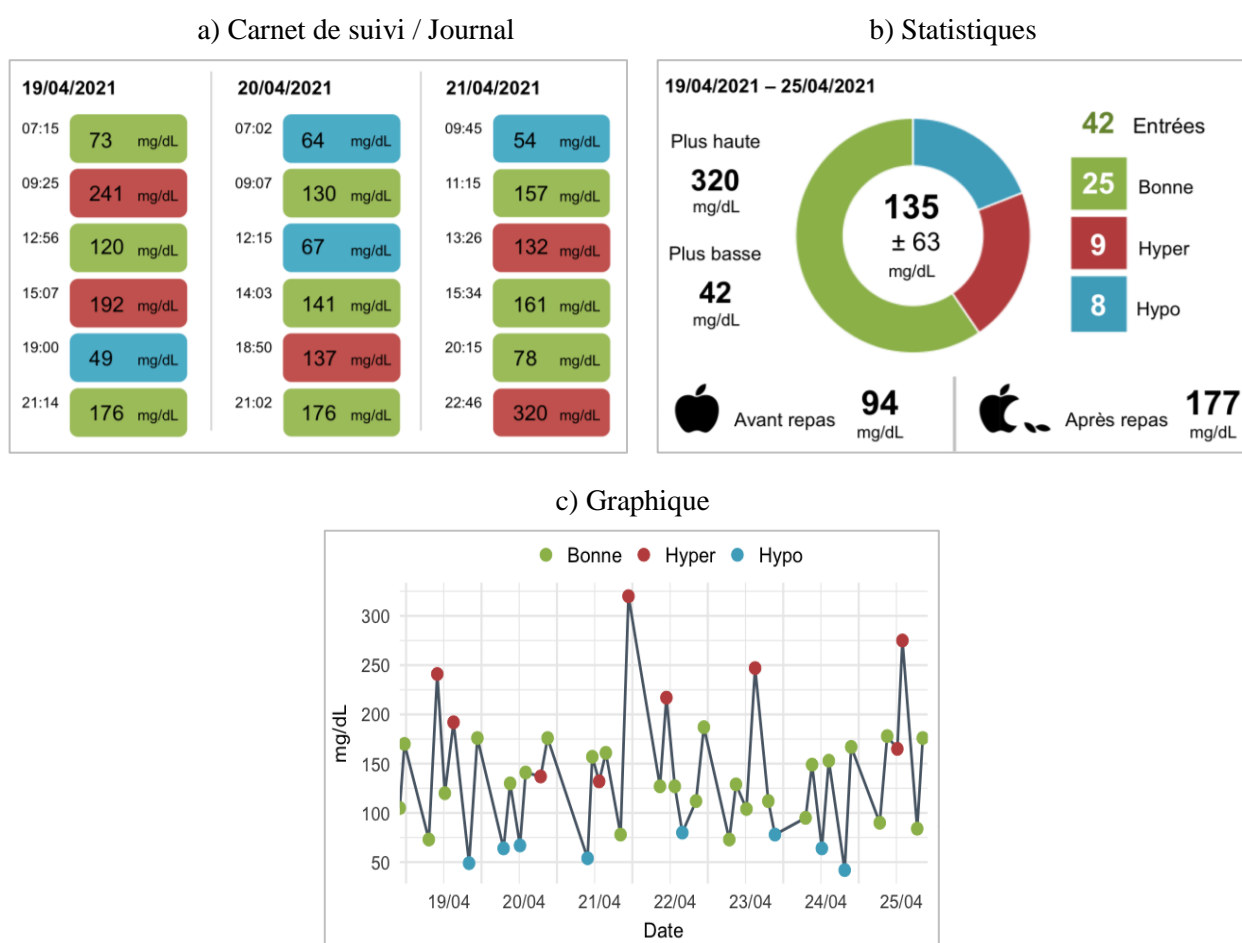 a) Carnet de suivi / Journal
19/04/2021
07:15 73 mg/dL
09:25 241 mg/dL
12:56 120 mg/dL
15:07 192 mg/dL
19:00 49 mg/dL
21:14 176 mg/dL
20/04/2021
07:02 64 mg/dL
09:07 130 mg/dL
12:15 67 mg/dL
14:03 141 mg/dL
18:50 137 mg/dL
21:02 176 mg/dL
21/04/2021
09:45 54 mg/dL
11:15 157 mg/dL
13:26 132 mg/dL
15:34 161 mg/dL
20:15 78 mg/dL
22:46 320 mg/dL
b) Statistiques
19/04/2021 – 25/04/2021
Plus haute
320
mg/dL
Plus basse
42
mg/dL
135
± 63
mg/dL
42 Entrées
25 Bonne
9 Hyper
8 Hypo
Avant repas 94
mg/dL
Après repas 177
mg/dL
c) Graphique
Bonne Hyper Hypo
300
250
200
150
100
50
mg/dL
19/04 20/04 21/04 22/04 23/04 24/04 25/04
Date